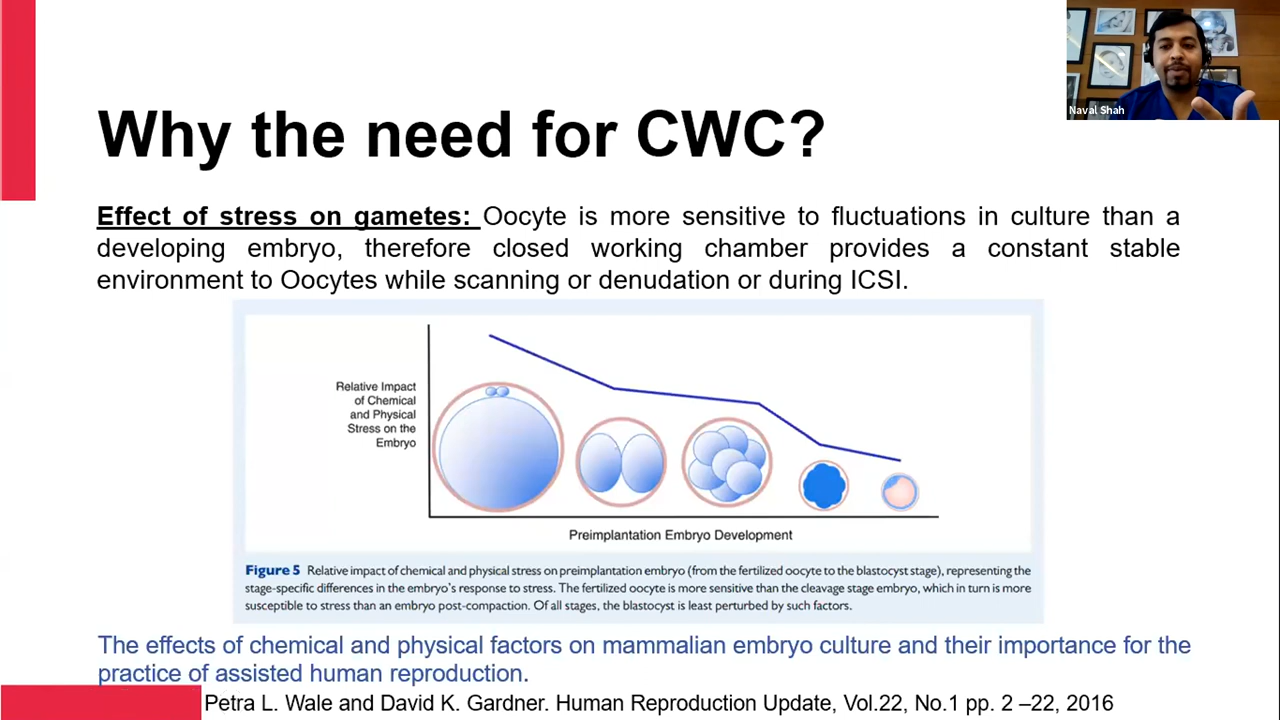 Naval Shah
Why the need for CWC?
Effect of stress on gametes: Oocyte is more sensitive to fluctuations in culture than a
developing embryo, therefore closed working chamber provides a constant stable
environment to Oocytes while scanning or denudation or during ICSI.
Relative Impact
of Chemical
and Physical
Stress on the
Embryo
Preimplantation Embryo Development
Figure 5 Relative impact of chemical and physical stress on preimplantation embryo (from the fertilized oocyte to the blastocyst stage), representing the
stage-specific differences in the embryo's response to stress. The fertilized oocyte is more sensitive than the cleavage stage embryo, which in turn is more
susceptible to stress than an embryo post-compaction. Of all stages, the blastocyst is least perturbed by such factors.
The effects of chemical and physical factors on mammalian embryo culture and their importance for the
practice of assisted human reproduction.
Petra L. Wale and David K. Gardner. Human Reproduction Update, Vol.22, No.1 pp. 2 –22, 2016